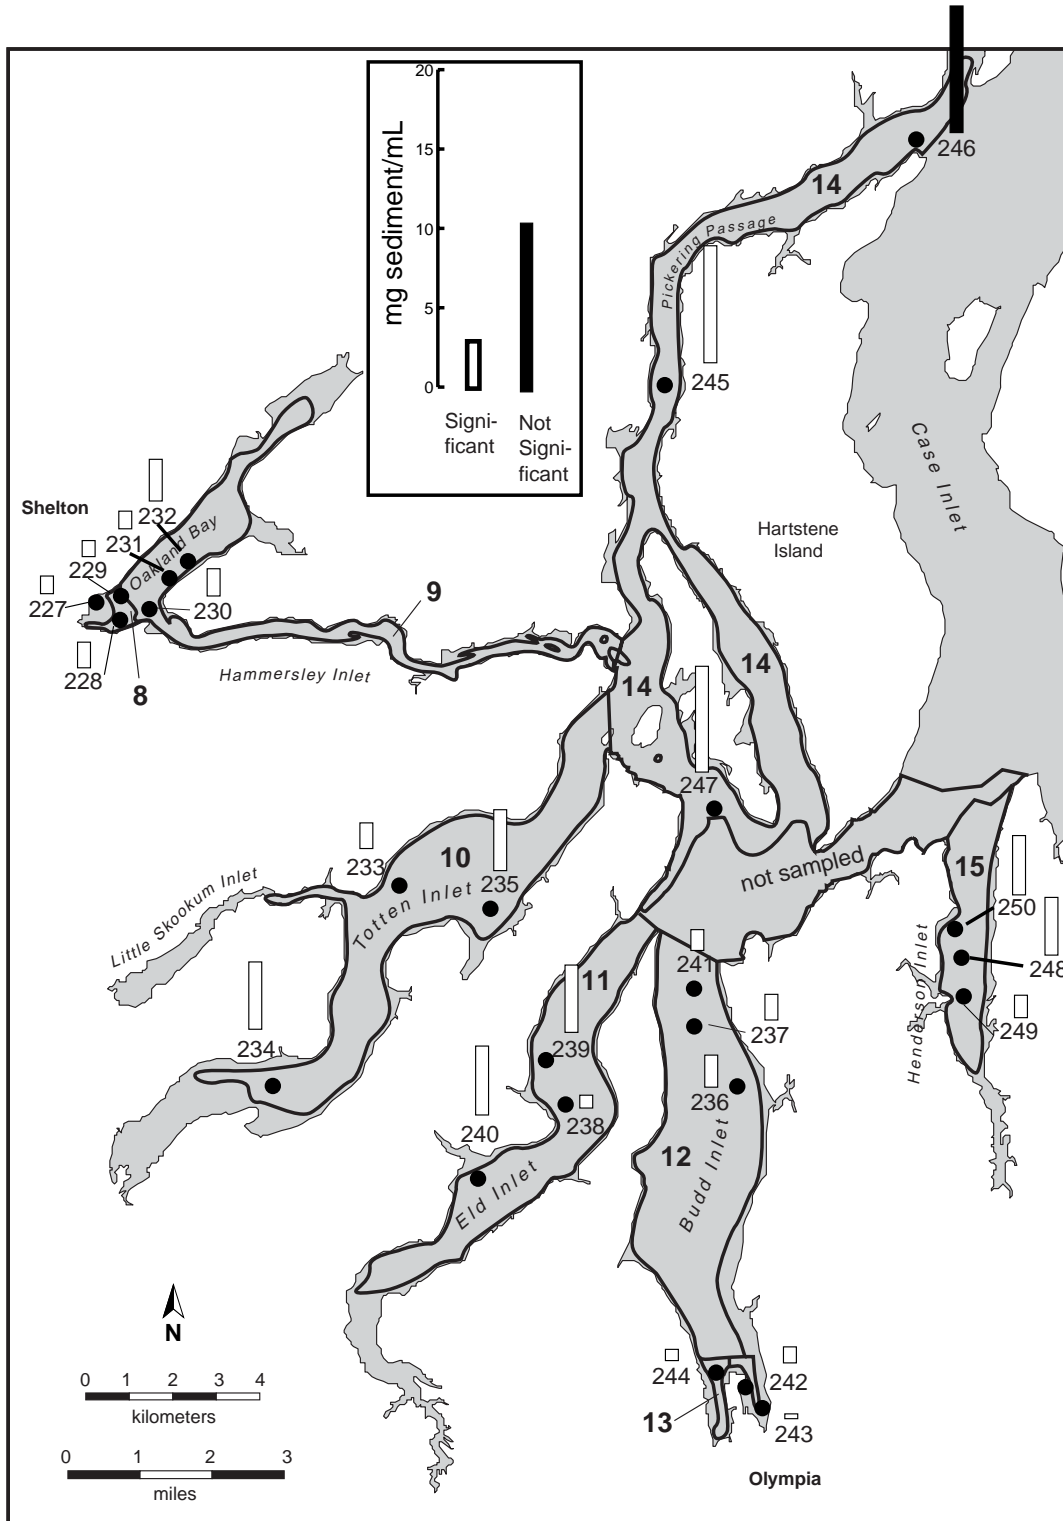 20
15
10
5
0
mg sediment/mL
Signi-
ficant
Not
Signi-
ficant
246
14
Pickering Passage
245
Case Inlet
Shelton
232
231
229
227
Oakland Bay
230
228
8
9
Hammersley Inlet
Hartstene
Island
14
14
247
233
10
235
Totten Inlet
Little Skookum Inlet
234
not sampled
15
250
248
249
Henderson Inlet
241
237
236
11
239
238
240
Eld Inlet
12
Budd Inlet
244
242
13
243
Olympia
N
0 1 2 3 4
kilometers
0 1 2 3
miles